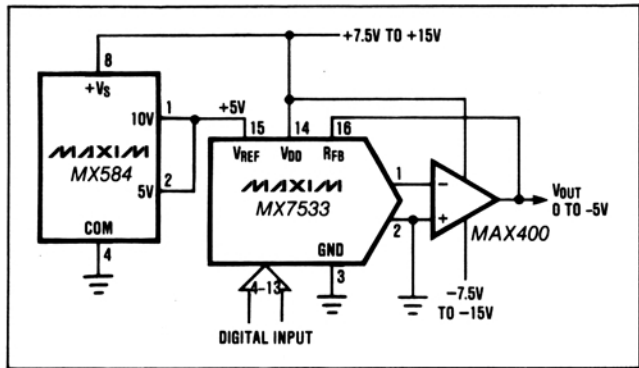 +7.5V TO +15V
8
+VS
10V
1
+5V
15
14
16
MAXIM
MX584
VREF
VDD
RFB
5V
2
MAXIM
MX7533
1
−
+
2
VOUT
0 TO −5V
MAX400
COM
4
GND
3
4–13
−7.5V
TO −15V
DIGITAL INPUT